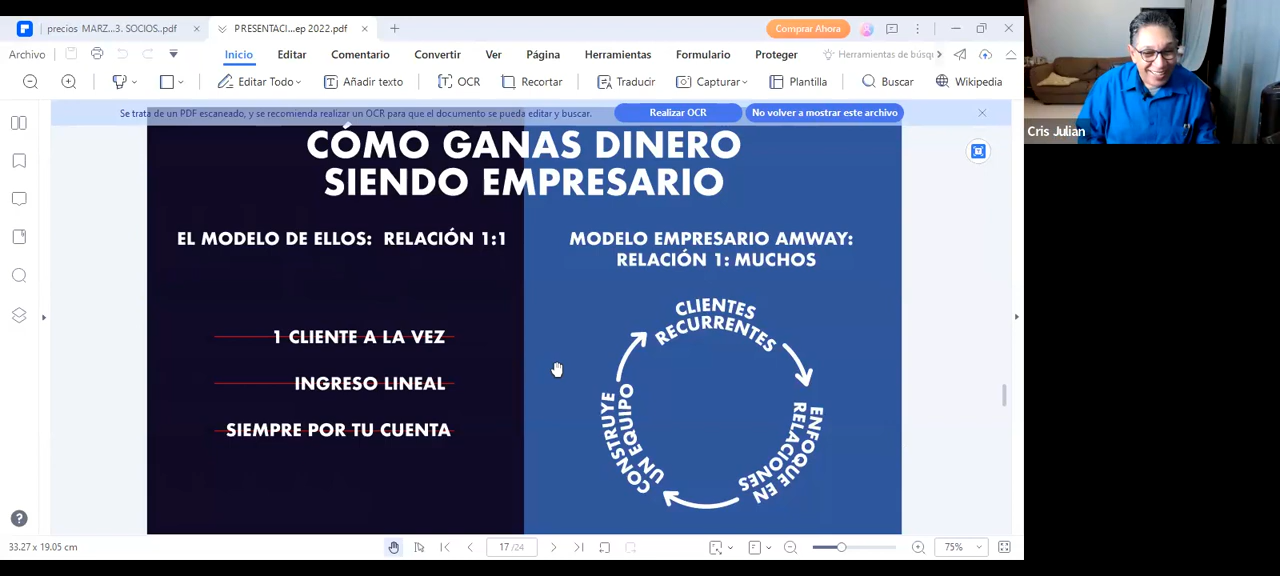 precios MARZ...3. SOCIOS..pdf
PRESENTACI...ep 2022.pdf
Comprar Ahora
Archivo
Inicio
Editar
Comentario
Convertir
Ver
Página
Herramientas
Formulario
Proteger
Herramientas de búsqu
Editar Todo
Añadir texto
OCR
Recortar
Traducir
Capturar
Plantilla
Buscar
Wikipedia
Se trata de un PDF escaneado, y se recomienda realizar un OCR para que el documento se pueda editar y buscar.
Realizar OCR
No volver a mostrar este archivo
Cris Julian
CÓMO GANAS DINERO
SIENDO EMPRESARIO
EL MODELO DE ELLOS: RELACIÓN 1:1
1 CLIENTE A LA VEZ
INGRESO LINEAL
SIEMPRE POR TU CUENTA
MODELO EMPRESARIO AMWAY:
RELACIÓN 1: MUCHOS
CLIENTES
RECURRENTES
ENFOQUE EN
RELACIONES
CONSTRUYE
UN EQUIPO
33.27 x 19.05 cm
17 /24
75%